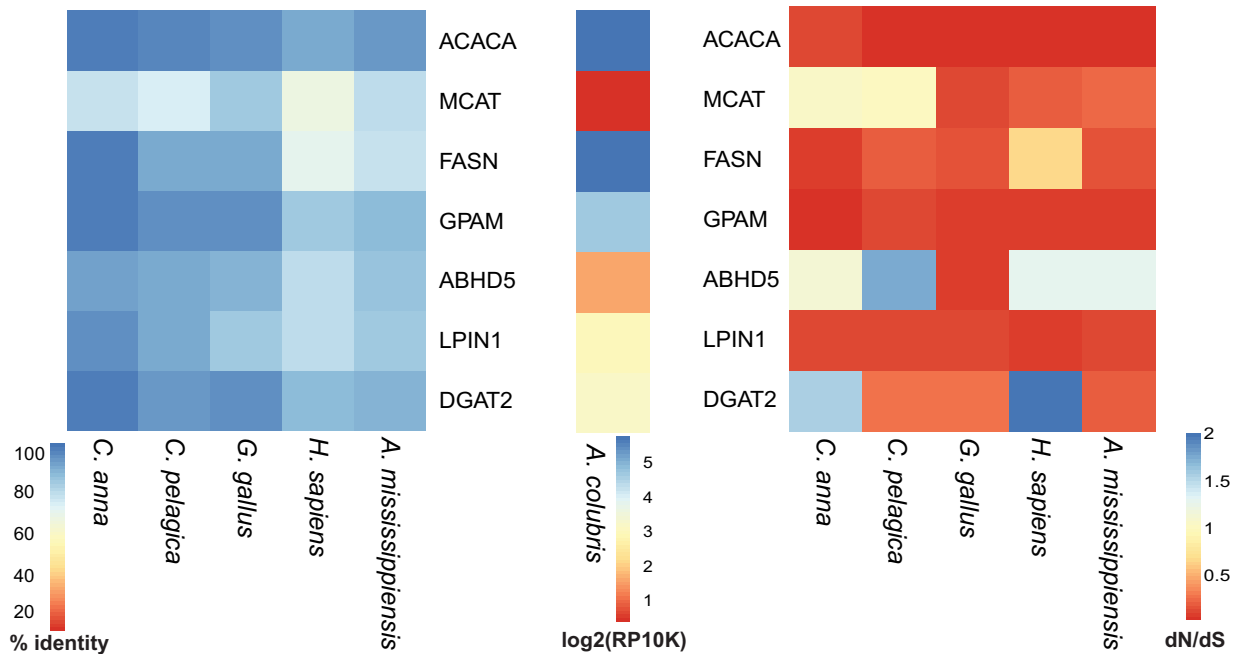 ACACA
MCAT
FASN
GPAM
ABHD5
LPIN1
DGAT2
C. anna
C. pelagica
G. gallus
H. sapiens
A. mississippiensis
100
80
60
40
20
% identity
A. colubris
5
4
3
2
1
log2(RP10K)
ACACA
MCAT
FASN
GPAM
ABHD5
LPIN1
DGAT2
C. anna
C. pelagica
G. gallus
H. sapiens
A. mississippiensis
2
1.5
1
0.5
dN/dS